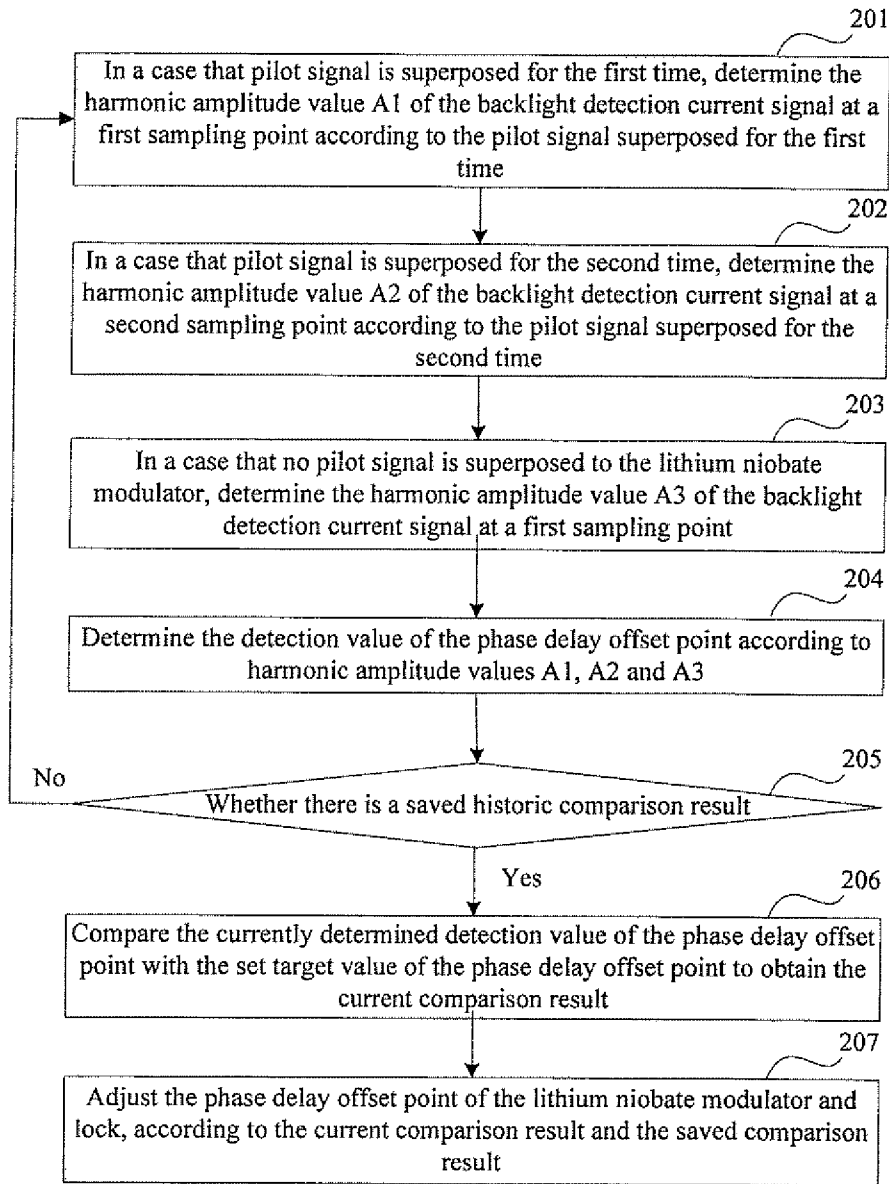 201
In a case that pilot signal is superposed for the first time, determine the
harmonic amplitude value A1 of the backlight detection current signal at a
first sampling point according to the pilot signal superposed for the first
time
202
In a case that pilot signal is superposed for the second time, determine the
harmonic amplitude value A2 of the backlight detection current signal at a
second sampling point according to the pilot signal superposed for the
second time
203
In a case that no pilot signal is superposed to the lithium niobate
modulator, determine the harmonic amplitude value A3 of the backlight
detection current signal at a first sampling point
204
Determine the detection value of the phase delay offset point according to
harmonic amplitude values A1, A2 and A3
205
No
Whether there is a saved historic comparison result
Yes
206
Compare the currently determined detection value of the phase delay offset
point with the set target value of the phase delay offset point to obtain the
current comparison result
207
Adjust the phase delay offset point of the lithium niobate modulator and
lock, according to the current comparison result and the saved comparison
result